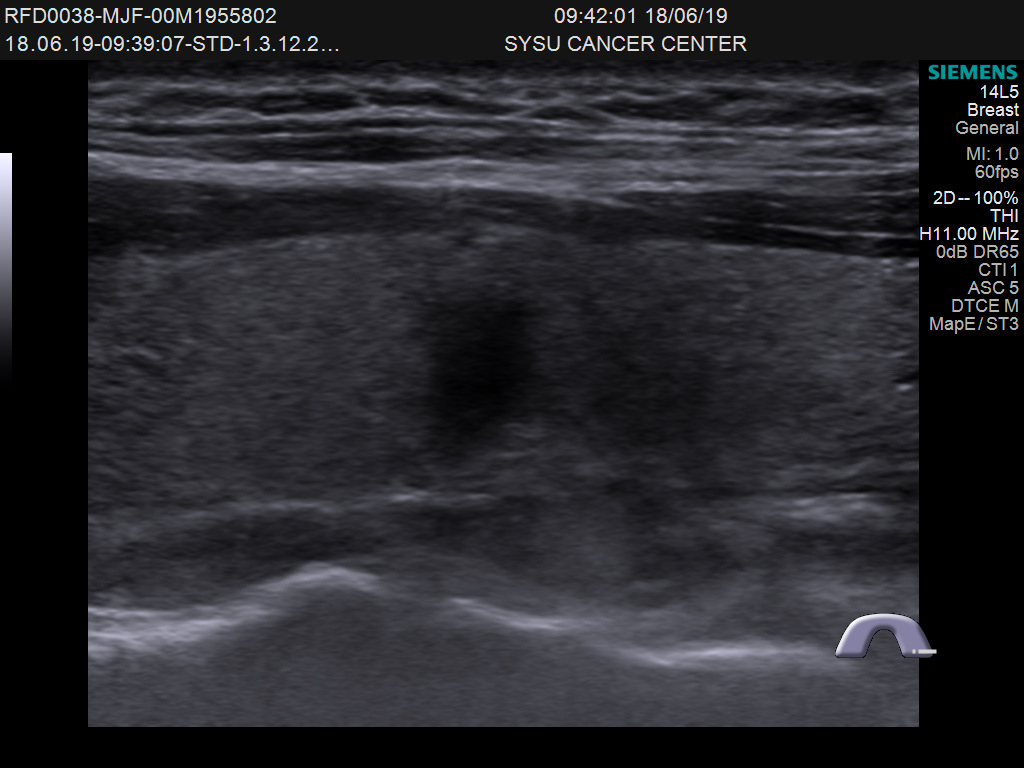 RFD0038-MJF-00M1955802
09:42:01 18/06/19
18.06.19-09:39:07-STD-1.3.12.2...
SYSU CANCER CENTER
SIEMENS
14L5
Breast
General
MI: 1.0
60fps
2D-- 100%
THI
H11.00 MHz
0dB DR65
CTI 1
ASC 5
DTCE M
MapE / ST3